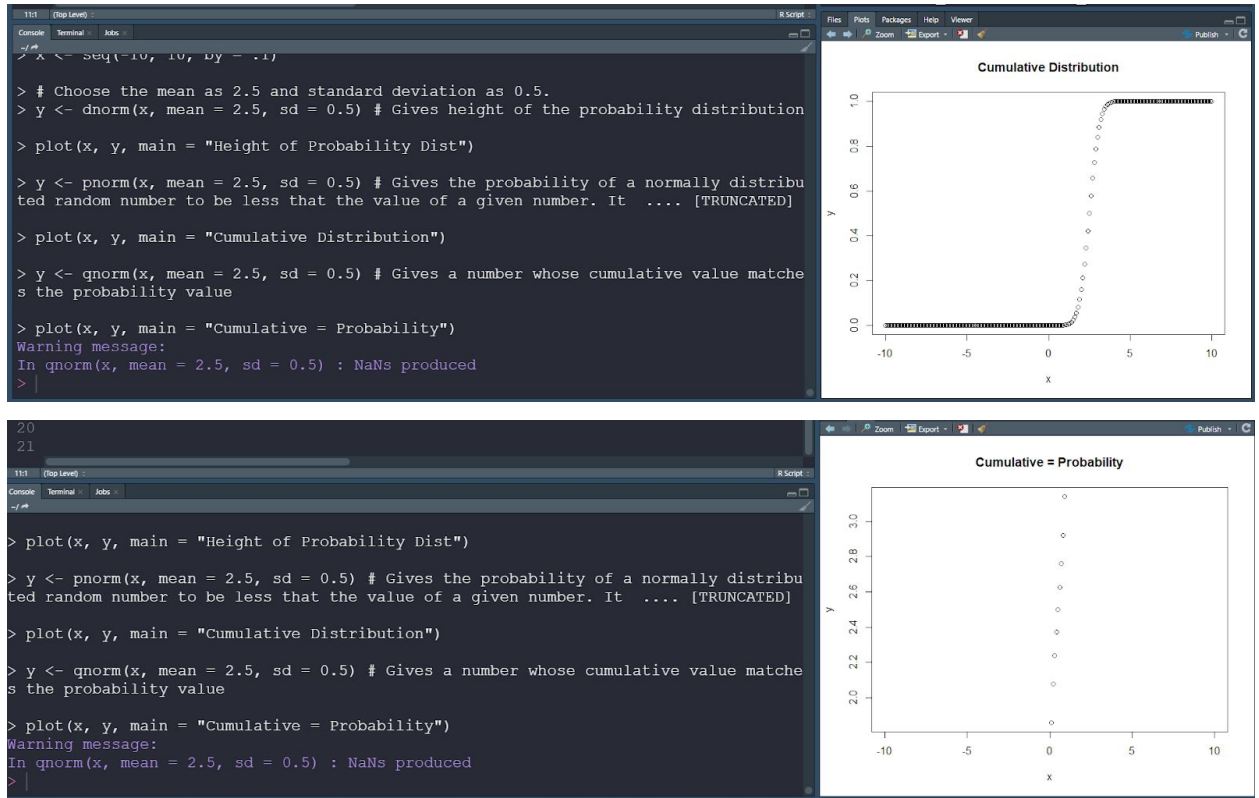 11:1 (Top Level) R Script
Console Terminal Jobs
~/
> x <- seq(-10, 10, by = .1)
> # Choose the mean as 2.5 and standard deviation as 0.5.
> y <- dnorm(x, mean = 2.5, sd = 0.5) # Gives height of the probability distribution
> plot(x, y, main = "Height of Probability Dist")
> y <- pnorm(x, mean = 2.5, sd = 0.5) # Gives the probability of a normally distribu
ted random number to be less that the value of a given number. It .... [TRUNCATED]
> plot(x, y, main = "Cumulative Distribution")
> y <- qnorm(x, mean = 2.5, sd = 0.5) # Gives a number whose cumulative value matche
s the probability value
> plot(x, y, main = "Cumulative = Probability")
Warning message:
In qnorm(x, mean = 2.5, sd = 0.5) : NaNs produced
>
Files Plots Packages Help Viewer
Zoom Export Publish
Cumulative Distribution
1.0
0.8
0.6
y
0.4
0.2
0.0
-10 -5 0 5 10
x
20
21
11:1 (Top Level) R Script
Console Terminal Jobs
~/
> plot(x, y, main = "Height of Probability Dist")
> y <- pnorm(x, mean = 2.5, sd = 0.5) # Gives the probability of a normally distribu
ted random number to be less that the value of a given number. It .... [TRUNCATED]
> plot(x, y, main = "Cumulative Distribution")
> y <- qnorm(x, mean = 2.5, sd = 0.5) # Gives a number whose cumulative value matche
s the probability value
> plot(x, y, main = "Cumulative = Probability")
Warning message:
In qnorm(x, mean = 2.5, sd = 0.5) : NaNs produced
>
Zoom Export Publish
Cumulative = Probability
3.0
2.8
2.6
y
2.4
2.2
2.0
-10 -5 0 5 10
x